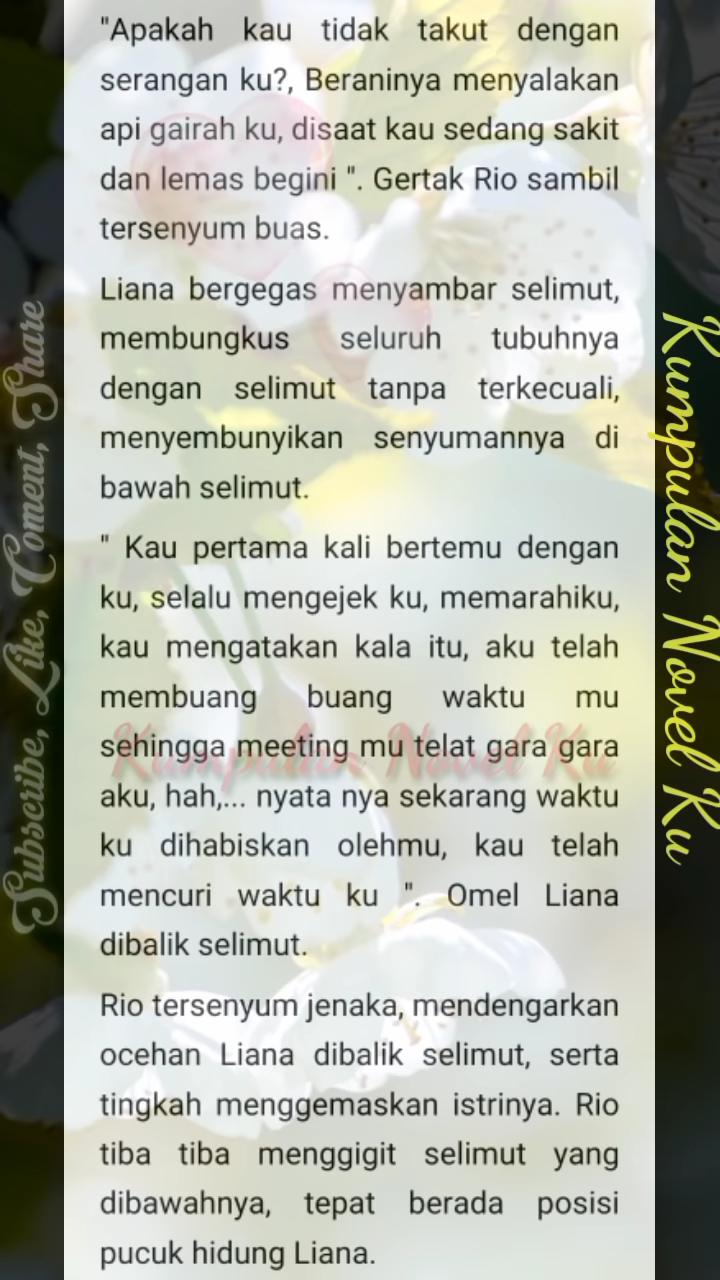 "Apakah kau tidak takut dengan
serangan ku?, Beraninya menyalakan
api gairah ku, disaat kau sedang sakit
dan lemas begini ". Gertak Rio sambil
tersenyum buas.
Liana bergegas menyambar selimut,
membungkus seluruh tubuhnya
dengan selimut tanpa terkecuali,
menyembunyikan senyumannya di
bawah selimut.
" Kau pertama kali bertemu dengan
ku, selalu mengejek ku, memarahiku,
kau mengatakan kala itu, aku telah
membuang buang waktu mu
sehingga meeting mu telat gara gara
aku, hah,... nyata nya sekarang waktu
ku dihabiskan olehmu, kau telah
mencuri waktu ku ". Omel Liana
dibalik selimut.
Rio tersenyum jenaka, mendengarkan
ocehan Liana dibalik selimut, serta
tingkah menggemaskan istrinya. Rio
tiba tiba menggigit selimut yang
dibawahnya, tepat berada posisi
pucuk hidung Liana.
Subscribe, Like, Coment, Share
Kumpulan Novel Ku
Kumpulan Novel Ku